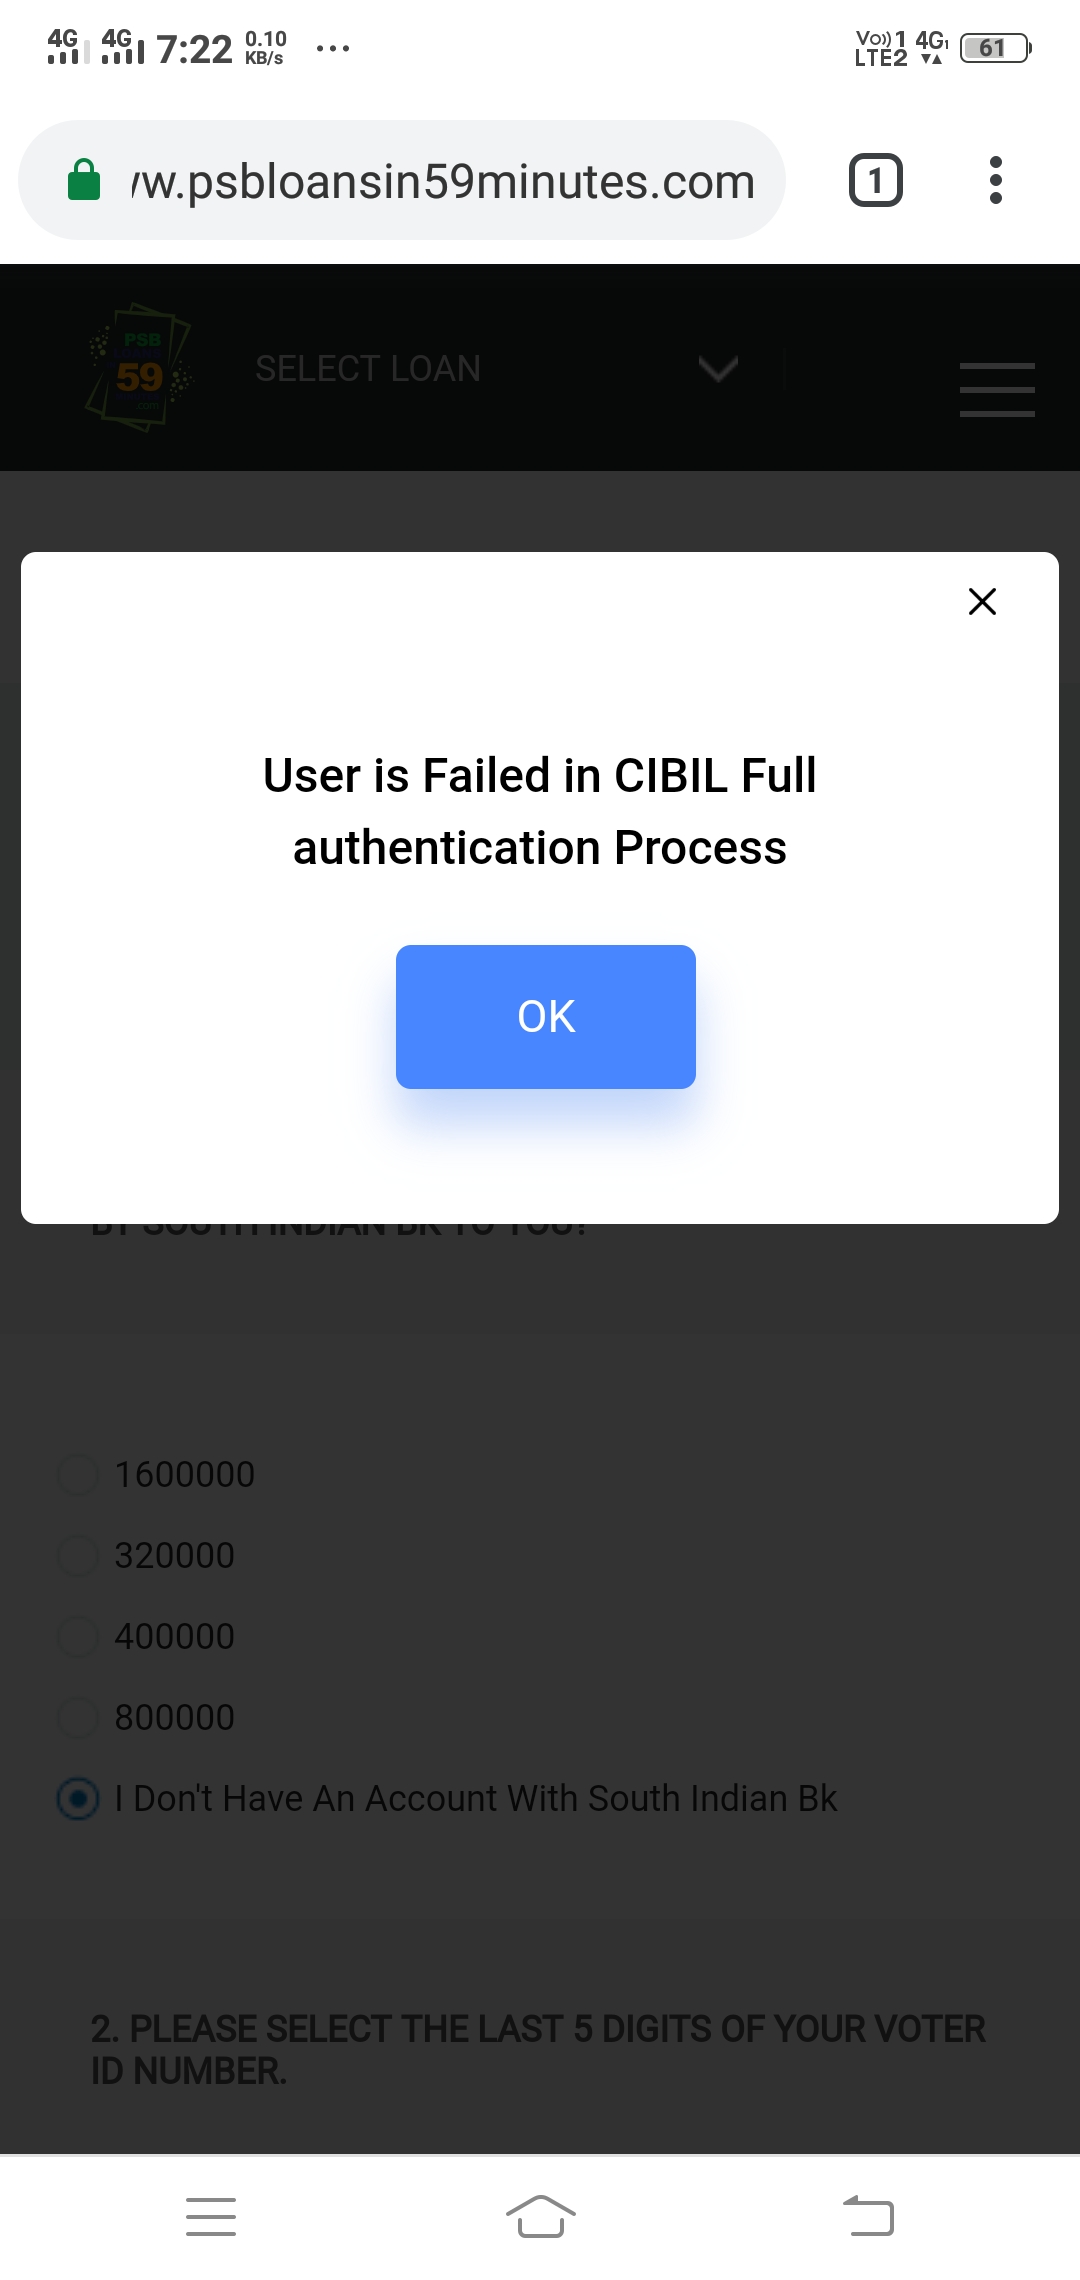 4G 4G 7:22 0.10 KB/s ... Vo)) 1 LTE2 4G 61
/w.psbloansin59minutes.com 1
PSB
59
.com
SELECT LOAN
User is Failed in CIBIL Full
authentication Process
OK
BY SOUTH INDIAN BK TO YOU?
1600000
320000
400000
800000
I Don't Have An Account With South Indian Bk
2. PLEASE SELECT THE LAST 5 DIGITS OF YOUR VOTER
ID NUMBER.